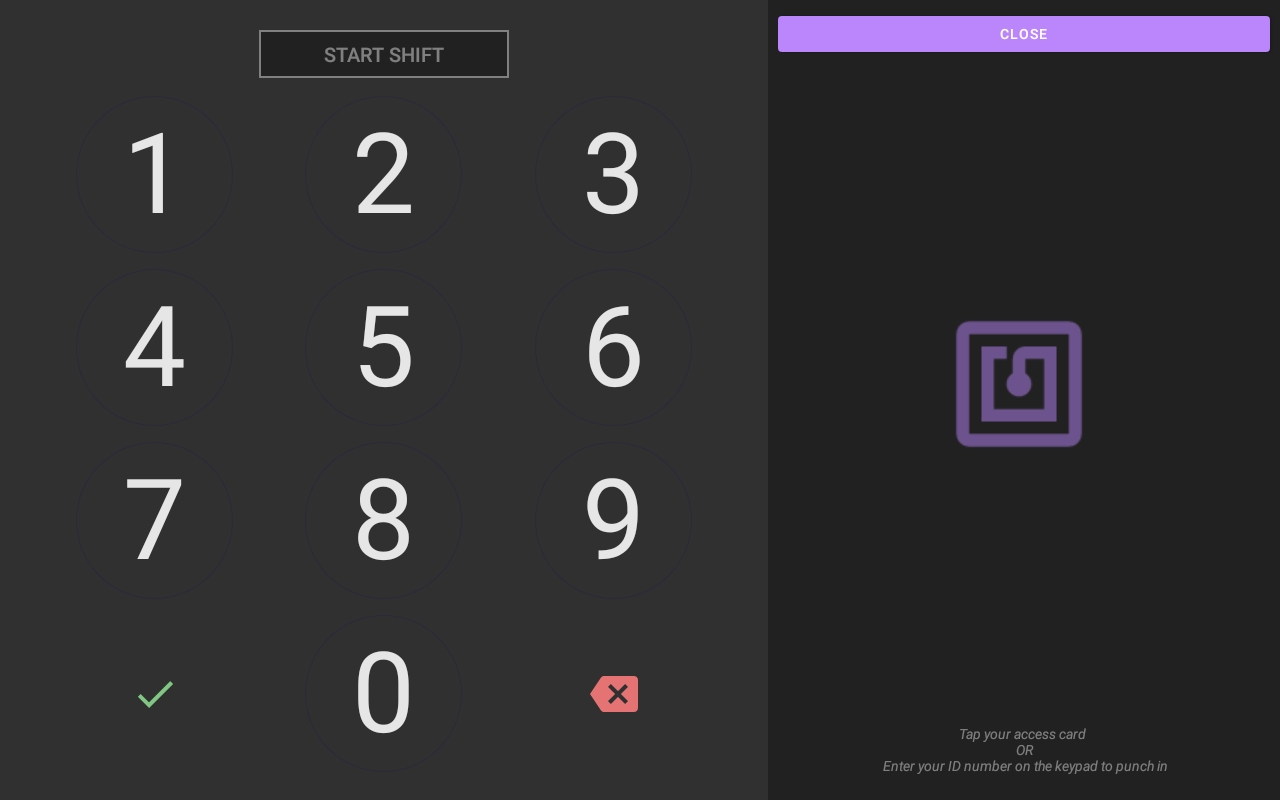 START SHIFT
1 2 3
4 5 6
7 8 9
0
CLOSE
Tap your access card
OR
Enter your ID number on the keypad to punch in